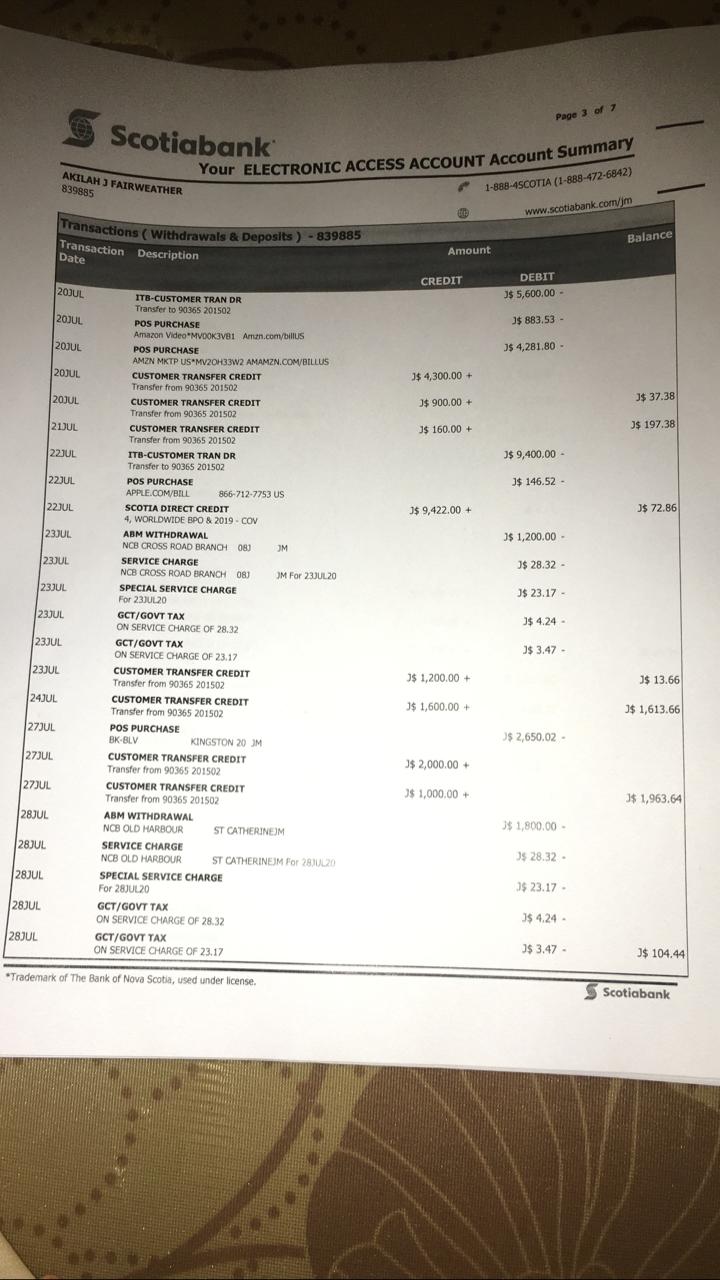 Page 3 of 7
Scotiabank
Your ELECTRONIC ACCESS ACCOUNT Account Summary
AKILAH J FAIRWEATHER
839885
1-888-4SCOTIA (1-888-472-6842)
www.scotiabank.com/jm
Transactions ( Withdrawals & Deposits ) - 839885
Transaction Date Description Amount Balance
CREDIT DEBIT
20JUL ITB-CUSTOMER TRAN DR J$ 5,600.00 -
Transfer to 90365 201502
20JUL POS PURCHASE J$ 883.53 -
Amazon Video*MV00K3VB1 Amzn.com/billUS
20JUL POS PURCHASE J$ 4,281.80 -
AMZN MKTP US*MV2OH33W2 AMAMZN.COM/BILLUS
20JUL CUSTOMER TRANSFER CREDIT J$ 4,300.00 +
Transfer from 90365 201502
20JUL CUSTOMER TRANSFER CREDIT J$ 900.00 + J$ 37.38
Transfer from 90365 201502
21JUL CUSTOMER TRANSFER CREDIT J$ 160.00 + J$ 197.38
Transfer from 90365 201502
22JUL ITB-CUSTOMER TRAN DR J$ 9,400.00 -
Transfer to 90365 201502
22JUL POS PURCHASE J$ 146.52 -
APPLE.COM/BILL 866-712-7753 US
22JUL SCOTIA DIRECT CREDIT J$ 9,422.00 + J$ 72.86
4, WORLDWIDE BPO & 2019 - COV
23JUL ABM WITHDRAWAL J$ 1,200.00 -
NCB CROSS ROAD BRANCH 08J JM
23JUL SERVICE CHARGE J$ 28.32 -
NCB CROSS ROAD BRANCH 08J JM For 23JUL20
23JUL SPECIAL SERVICE CHARGE J$ 23.17 -
For 23JUL20
23JUL GCT/GOVT TAX J$ 4.24 -
ON SERVICE CHARGE OF 28.32
23JUL GCT/GOVT TAX J$ 3.47 -
ON SERVICE CHARGE OF 23.17
23JUL CUSTOMER TRANSFER CREDIT J$ 1,200.00 + J$ 13.66
Transfer from 90365 201502
24JUL CUSTOMER TRANSFER CREDIT J$ 1,600.00 + J$ 1,613.66
Transfer from 90365 201502
27JUL POS PURCHASE J$ 2,650.02 -
BK-BLV KINGSTON 20 JM
27JUL CUSTOMER TRANSFER CREDIT J$ 2,000.00 +
Transfer from 90365 201502
27JUL CUSTOMER TRANSFER CREDIT J$ 1,000.00 + J$ 1,963.64
Transfer from 90365 201502
28JUL ABM WITHDRAWAL J$ 1,800.00 -
NCB OLD HARBOUR ST CATHERINEJM
28JUL SERVICE CHARGE J$ 28.32 -
NCB OLD HARBOUR ST CATHERINEJM For 28JUL20
28JUL SPECIAL SERVICE CHARGE J$ 23.17 -
For 28JUL20
28JUL GCT/GOVT TAX J$ 4.24 -
ON SERVICE CHARGE OF 28.32
28JUL GCT/GOVT TAX J$ 3.47 - J$ 104.44
ON SERVICE CHARGE OF 23.17
*Trademark of The Bank of Nova Scotia, used under license.
Scotiabank